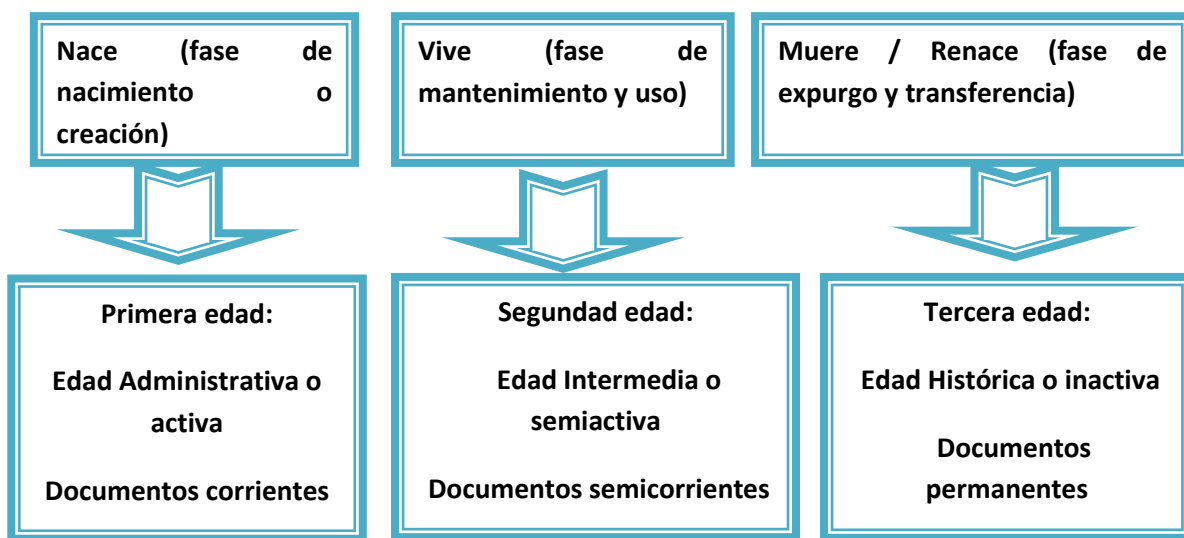 Nace (fase de
nacimiento o
creación)
Vive (fase de
mantenimiento y uso)
Muere / Renace (fase de
expurgo y transferencia)
Primera edad:
Edad Administrativa o
activa
Documentos corrientes
Segundad edad:
Edad Intermedia o
semiactiva
Documentos semicorrientes
Tercera edad:
Edad Histórica o inactiva
Documentos
permanentes